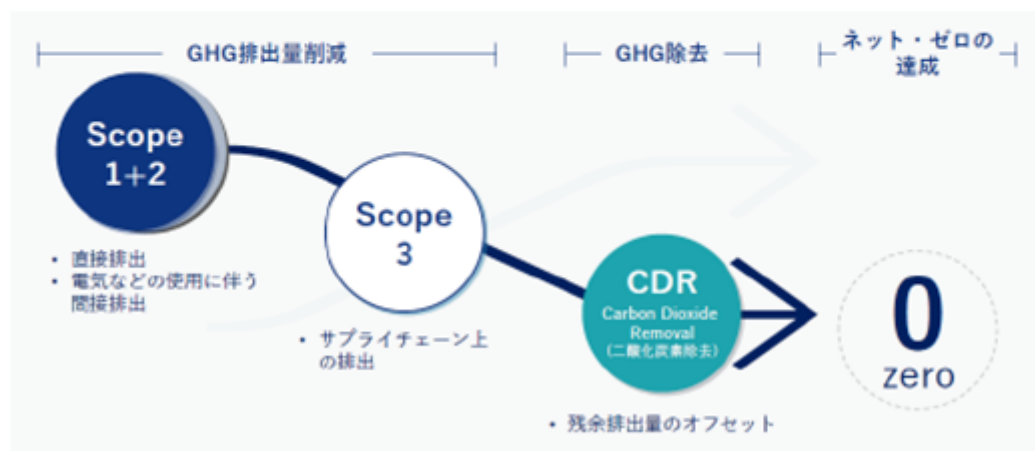 GHG排出量削減
GHG除去
ネット・ゼロの
達成
Scope
1+2
・ 直接排出
・ 電気などの使用に伴う
間接排出
Scope
3
・ サプライチェーン上
の排出
CDR
Carbon Dioxide
Removal
(二酸化炭素除去)
・ 残余排出量のオフセット
0
zero